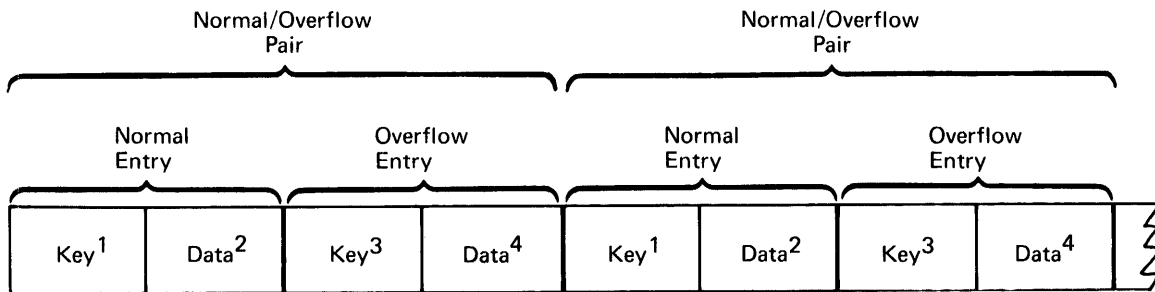 Normal/Overflow
Pair
Normal/Overflow
Pair
Normal
Entry
Overflow
Entry
Normal
Entry
Overflow
Entry
Key¹ Data² Key³ Data⁴ Key¹ Data² Key³ Data⁴